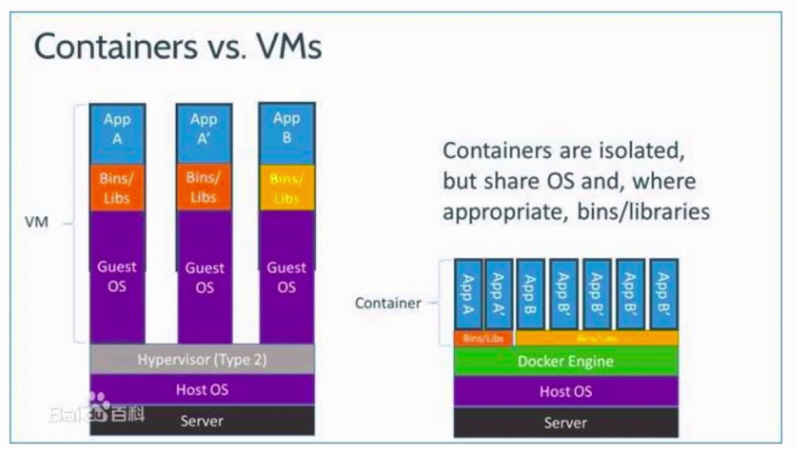 Containers vs. VMs
App
A
App
A'
App
B
Bins/
Libs
Bins/
Libs
Bins/
Libs
VM
Guest
OS
Guest
OS
Guest
OS
Hypervisor (Type 2)
Host OS
Server
Baidu百科
Containers are isolated,
but share OS and, where
appropriate, bins/libraries
Container
App A
App A'
App B
App B'
App B'
App B'
App B'
Bins/Libs
Bins/Libs
Docker Engine
Host OS
Server